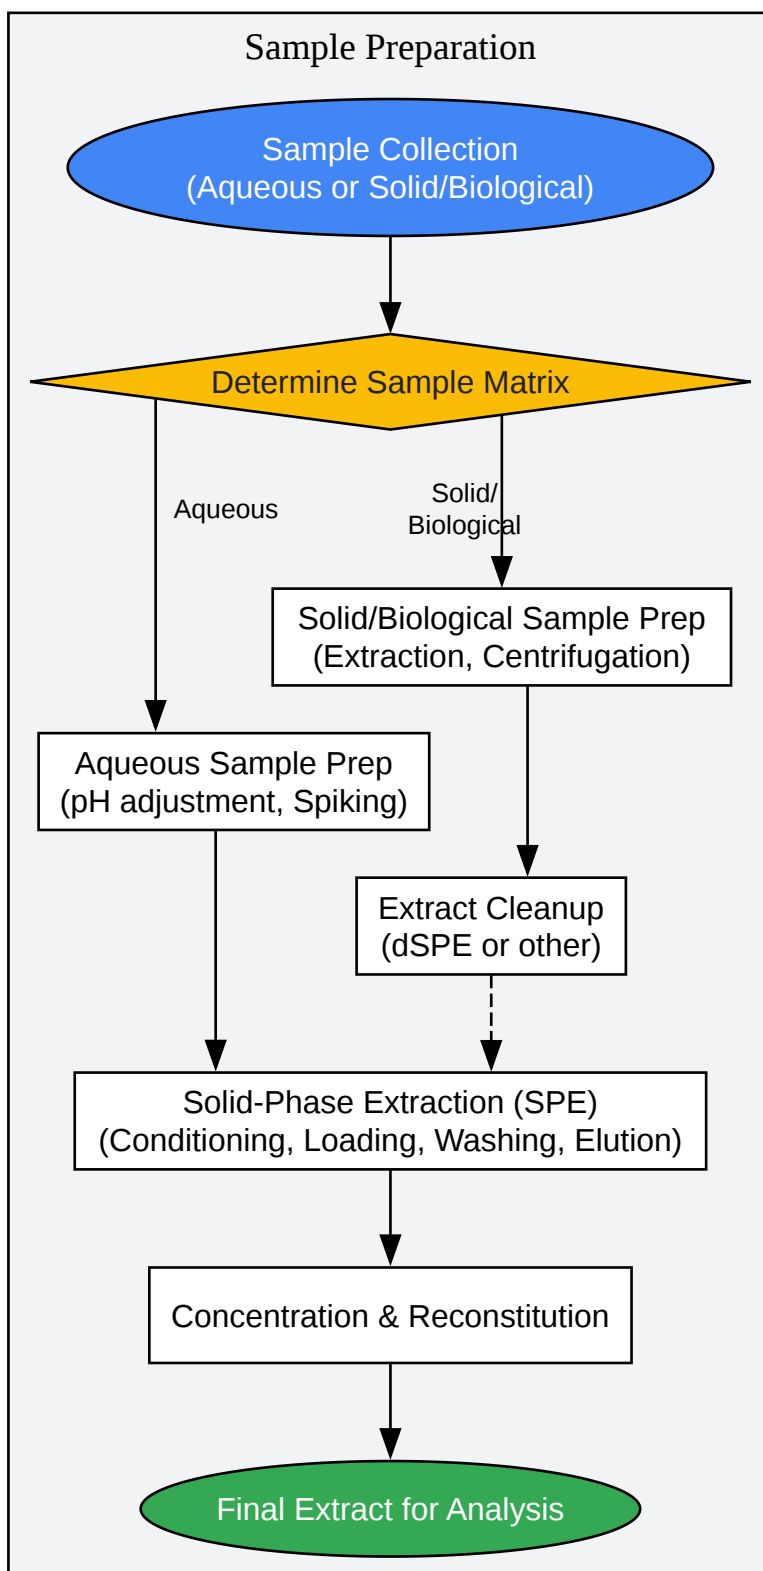 Sample Preparation
Sample Collection
(Aqueous or Solid/Biological)
Determine Sample Matrix
Aqueous
Solid/
Biological
Solid/Biological Sample Prep
(Extraction, Centrifugation)
Aqueous Sample Prep
(pH adjustment, Spiking)
Extract Cleanup
(dSPE or other)
Solid-Phase Extraction (SPE)
(Conditioning, Loading, Washing, Elution)
Concentration & Reconstitution
Final Extract for Analysis